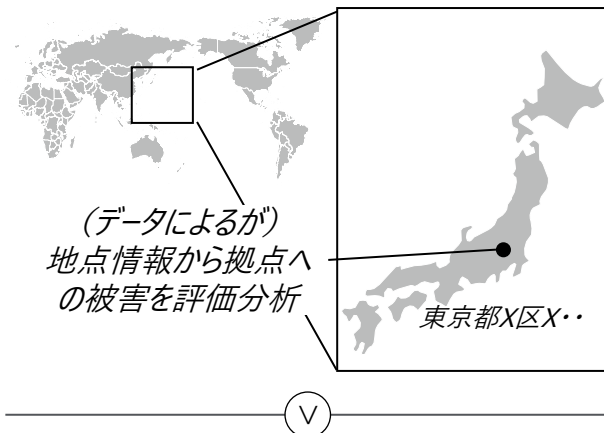 (データによるが)
地点情報から拠点へ
の被害を評価分析
東京都X区X・・
V